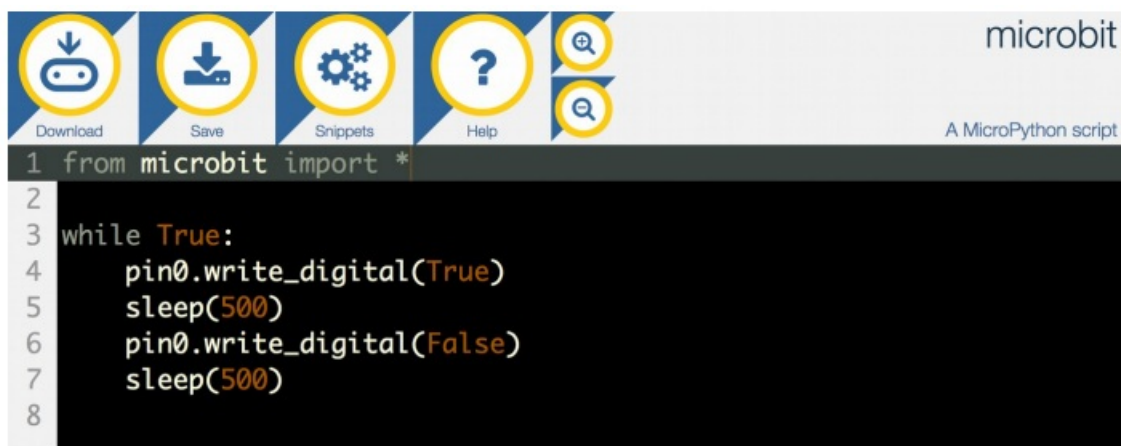 microbit
Download Save Snippets ? Help
A MicroPython script
1 from microbit import *
2
3 while True:
4     pin0.write_digital(True)
5     sleep(500)
6     pin0.write_digital(False)
7     sleep(500)
8